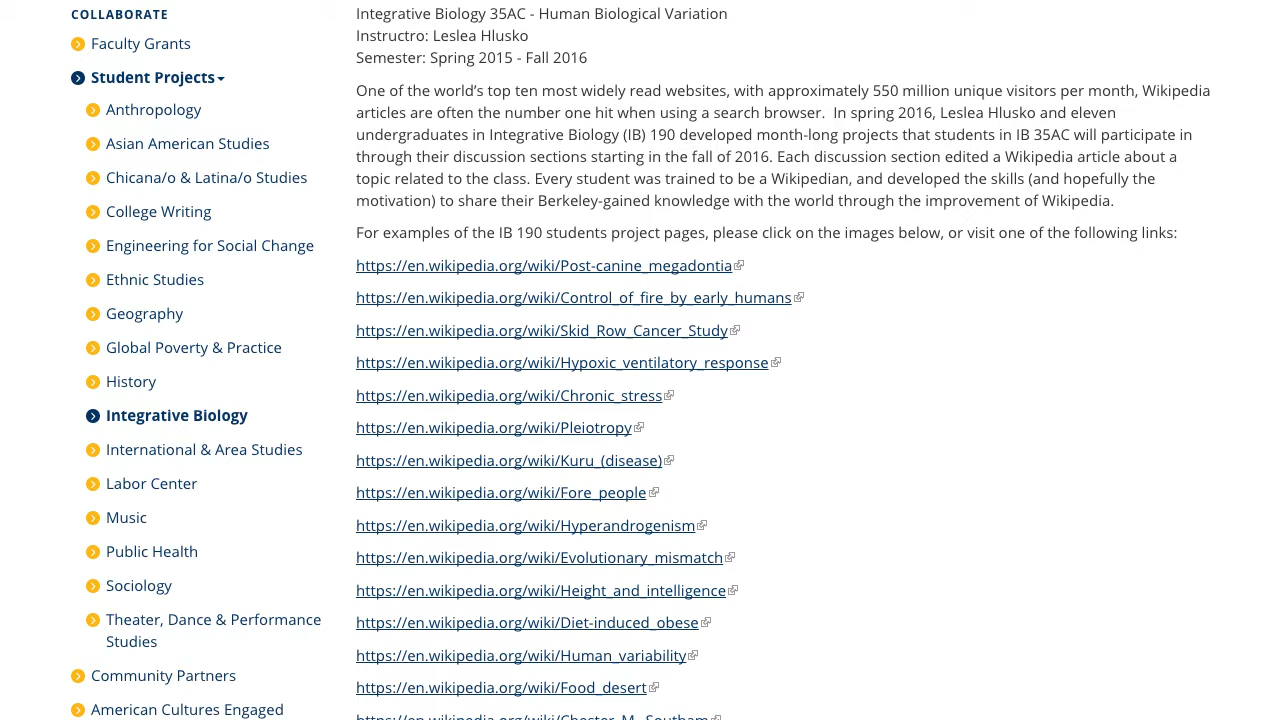 COLLABORATE
Faculty Grants
Student Projects
Anthropology
Asian American Studies
Chicana/o & Latina/o Studies
College Writing
Engineering for Social Change
Ethnic Studies
Geography
Global Poverty & Practice
History
Integrative Biology
International & Area Studies
Labor Center
Music
Public Health
Sociology
Theater, Dance & Performance
Studies
Community Partners
American Cultures Engaged
Integrative Biology 35AC - Human Biological Variation
Instructro: Leslea Hlusko
Semester: Spring 2015 - Fall 2016
One of the world’s top ten most widely read websites, with approximately 550 million unique visitors per month, Wikipedia
articles are often the number one hit when using a search browser.  In spring 2016, Leslea Hlusko and eleven
undergraduates in Integrative Biology (IB) 190 developed month-long projects that students in IB 35AC will participate in
through their discussion sections starting in the fall of 2016. Each discussion section edited a Wikipedia article about a
topic related to the class. Every student was trained to be a Wikipedian, and developed the skills (and hopefully the
motivation) to share their Berkeley-gained knowledge with the world through the improvement of Wikipedia.
For examples of the IB 190 students project pages, please click on the images below, or visit one of the following links:
https://en.wikipedia.org/wiki/Post-canine_megadontia
https://en.wikipedia.org/wiki/Control_of_fire_by_early_humans
https://en.wikipedia.org/wiki/Skid_Row_Cancer_Study
https://en.wikipedia.org/wiki/Hypoxic_ventilatory_response
https://en.wikipedia.org/wiki/Chronic_stress
https://en.wikipedia.org/wiki/Pleiotropy
https://en.wikipedia.org/wiki/Kuru_(disease)
https://en.wikipedia.org/wiki/Fore_people
https://en.wikipedia.org/wiki/Hyperandrogenism
https://en.wikipedia.org/wiki/Evolutionary_mismatch
https://en.wikipedia.org/wiki/Height_and_intelligence
https://en.wikipedia.org/wiki/Diet-induced_obese
https://en.wikipedia.org/wiki/Human_variability
https://en.wikipedia.org/wiki/Food_desert
https://en.wikipedia.org/wiki/Chester_M._Southam